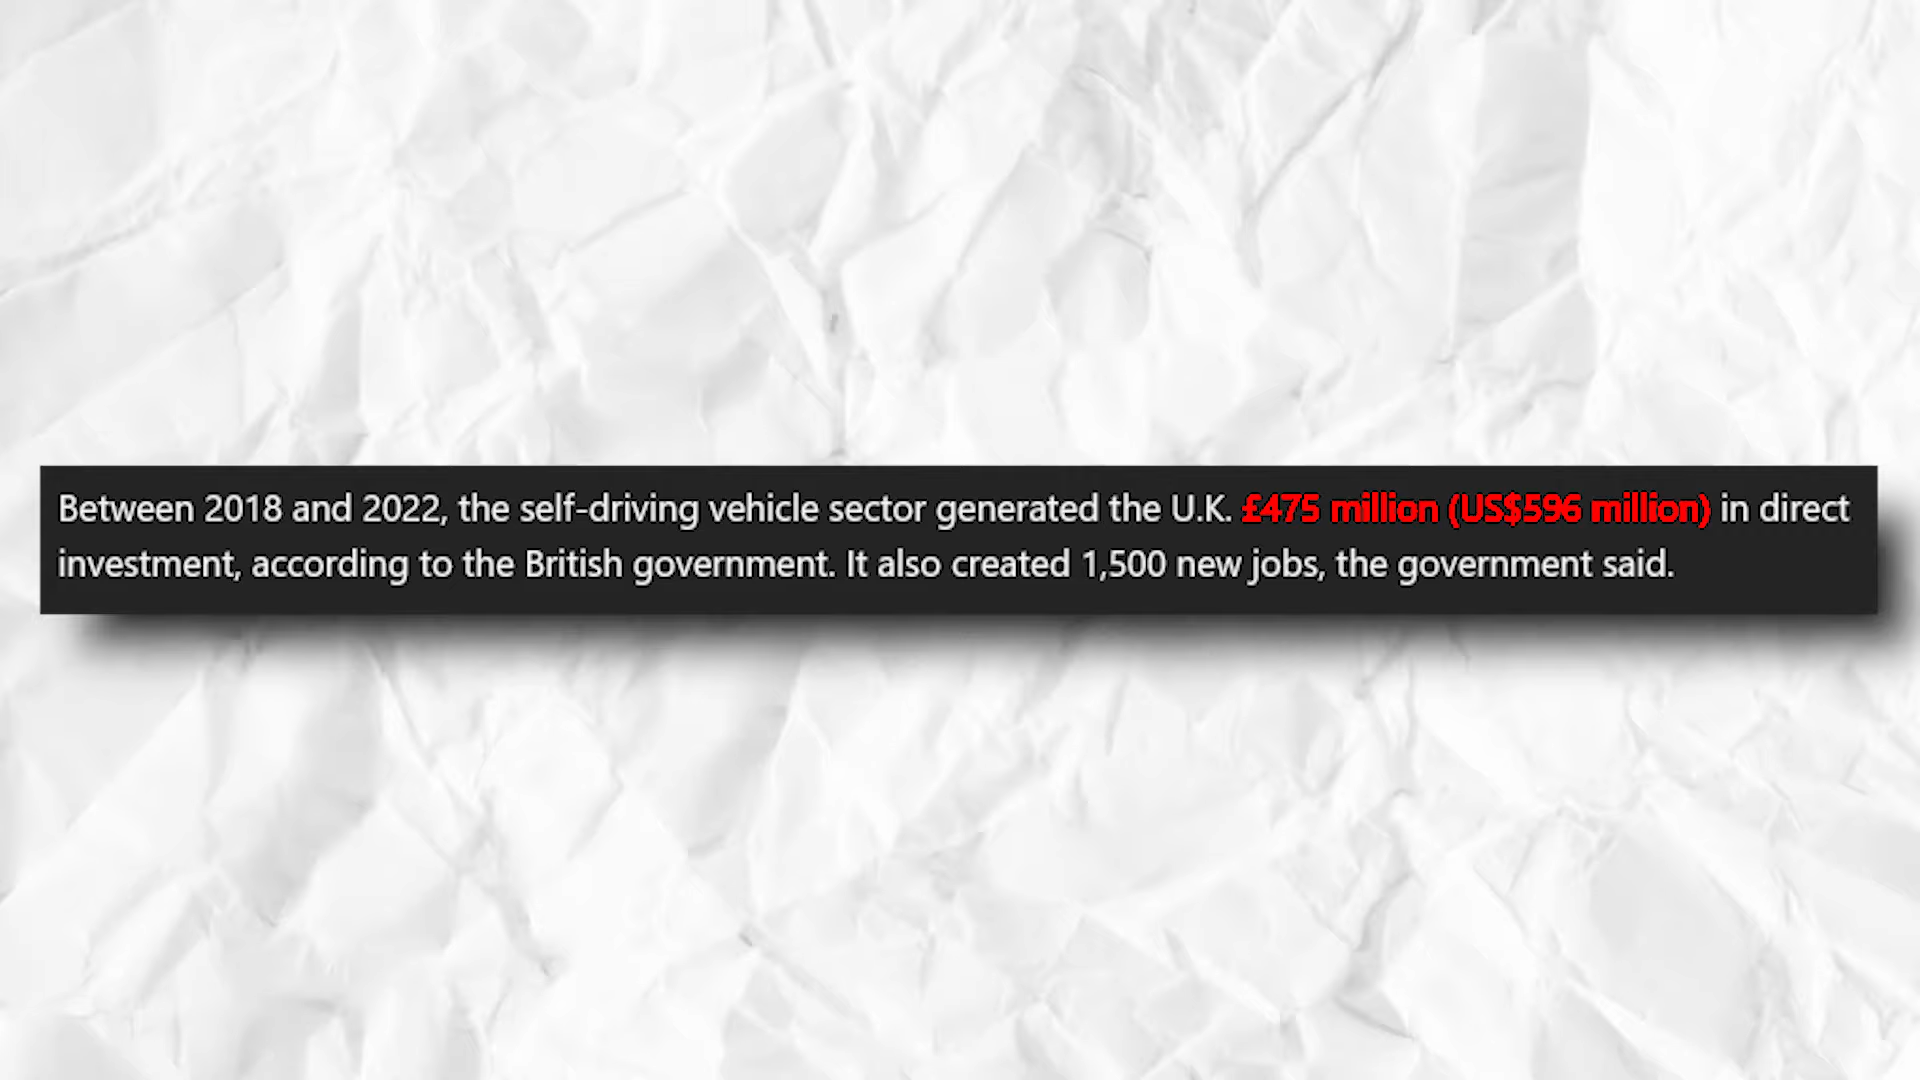 Between 2018 and 2022, the self-driving vehicle sector generated the U.K. £475 million (US$596 million) in direct
investment, according to the British government. It also created 1,500 new jobs, the government said.